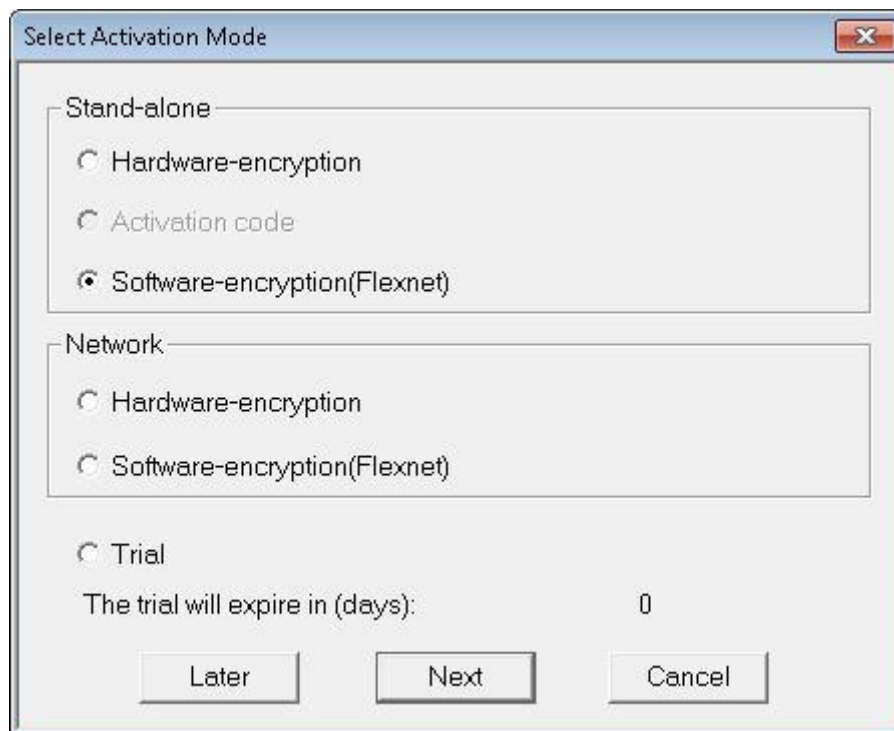 Select Activation Mode
Stand-alone
Hardware-encryption
Activation code
Software-encryption(Flexnet)
Network
Hardware-encryption
Software-encryption(Flexnet)
Trial
The trial will expire in (days): 0
Later Next Cancel